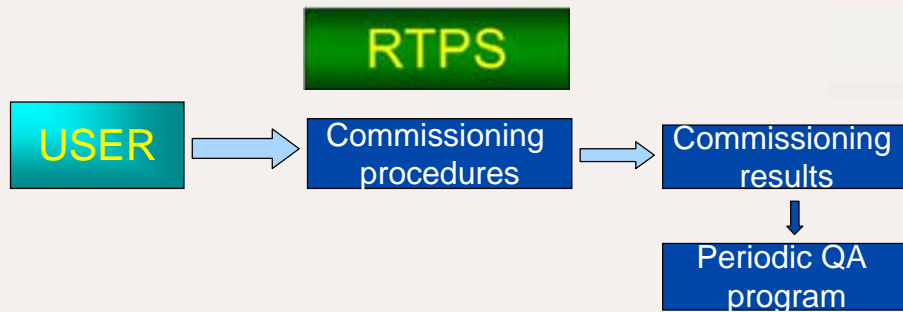 RTPS
USER
Commissioning
procedures
Commissioning
results
Periodic QA
program